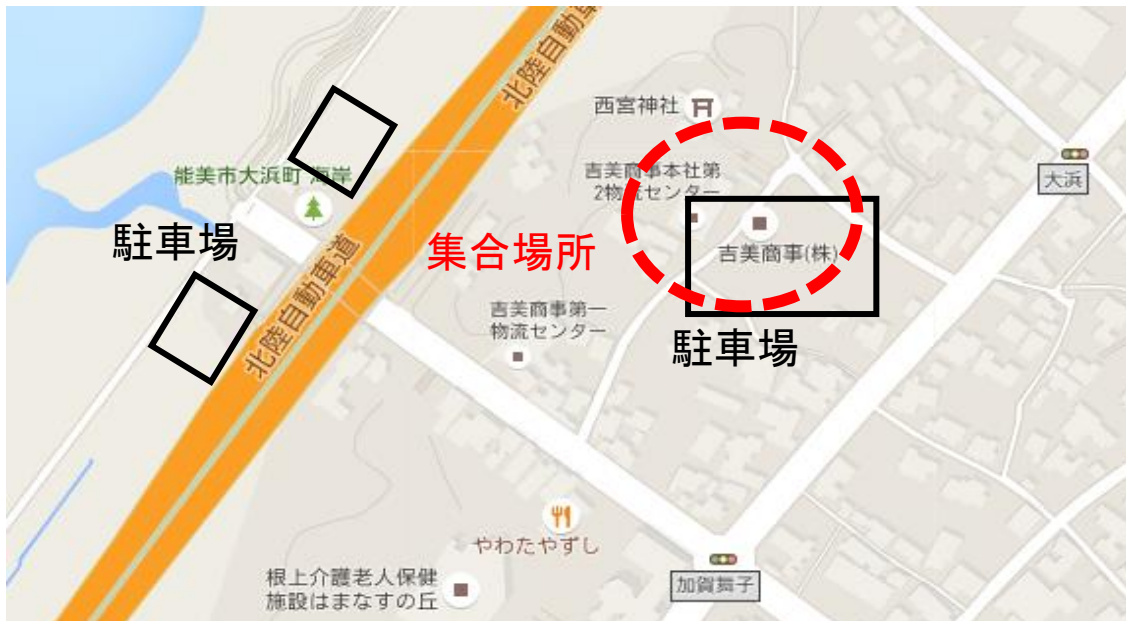 北陸自動車道
西宮神社
吉美商事本社第
2物流センター
大浜
能美市大浜町 海岸
駐車場
集合場所
吉美商事(株)
北陸自動車道
吉美商事第一
物流センター
駐車場
やわたやずし
根上介護老人保健
施設はまなすの丘
加賀舞子